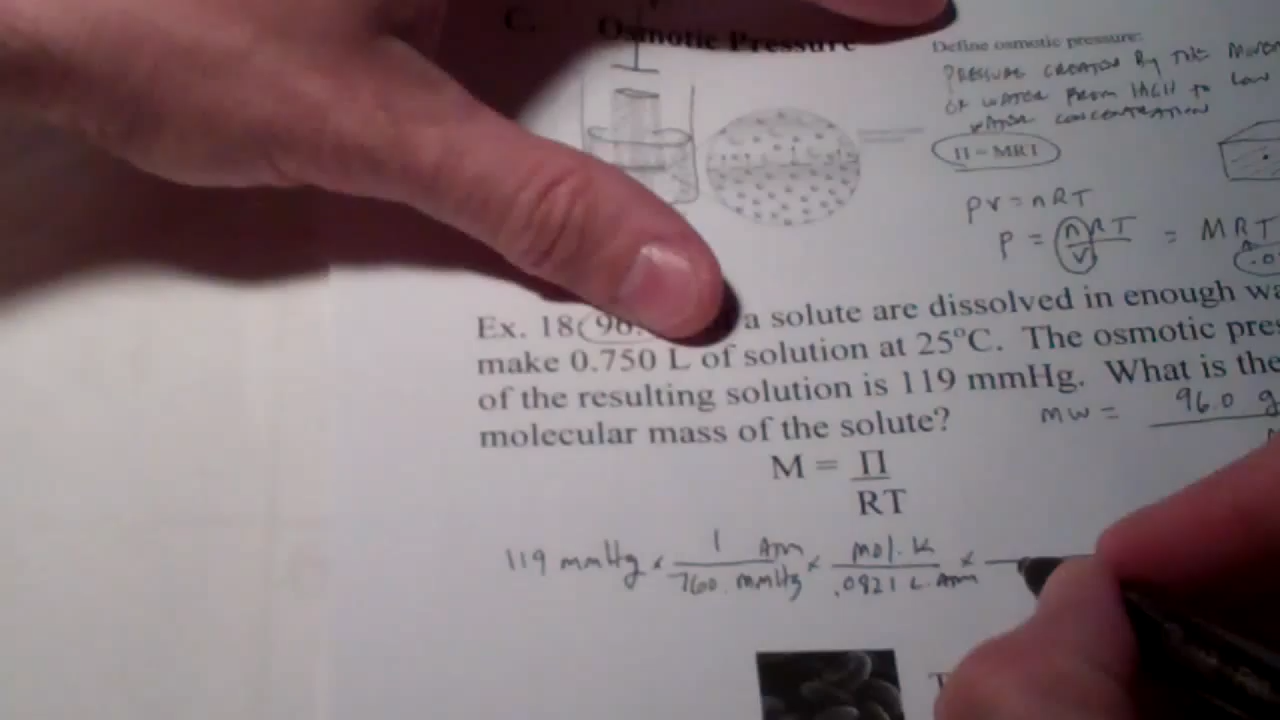 C. Osmotic Pressure
Define osmotic pressure:
PRESSURE CREATED BY THE
OF WATER FROM HIGH TO LOW
WATER CONCENTRATION
Π = MRT
PV = nRT
P = nRT / V = MRT
Ex. 18 96. a solute are dissolved in enough
make 0.750 L of solution at 25°C. The osmotic
of the resulting solution is 119 mmHg. What is the
molecular mass of the solute?
MW = 96.0 g
M = Π
RT
119 mmHg × 1 Atm / 760. mmHg × mol·K / .0821 L·Atm ×